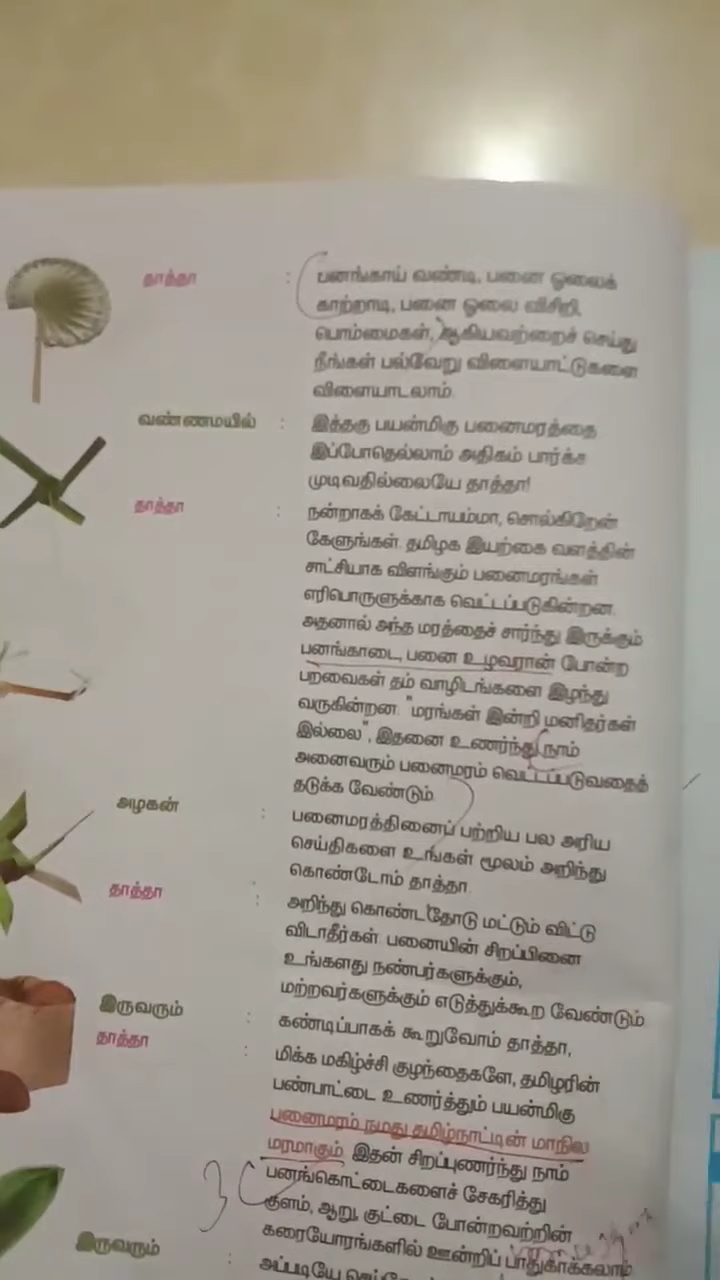 தாத்தா : பனங்காய் வண்டி, பனை ஓலைக்
காற்றாடி, பனை ஓலை விசிறி,
பொம்மைகள், ஆகியவற்றைச் செய்து
நீங்கள் பல்வேறு விளையாட்டுகளை
விளையாடலாம்.
வண்ணமயில் : இத்தகு பயன்மிகு பனைமரத்தை
இப்போதெல்லாம் அதிகம் பார்க்க
முடிவதில்லையே தாத்தா!
தாத்தா : நன்றாகக் கேட்டாயம்மா, சொல்கிறேன்
கேளுங்கள். தமிழக இயற்கை வளத்தின்
சாட்சியாக விளங்கும் பனைமரங்கள்
எரிபொருளுக்காக வெட்டப்படுகின்றன.
அதனால் அந்த மரத்தைச் சார்ந்து இருக்கும்
பனங்காடை, பனை உழவரான் போன்ற
பறவைகள் தம் வாழிடங்களை இழந்து
வருகின்றன. "மரங்கள் இன்றி மனிதர்கள்
இல்லை", இதனை உணர்ந்து நாம்
அனைவரும் பனைமரம் வெட்டப்படுவதைத்
தடுக்க வேண்டும்.
அழகன் : பனைமரத்தினைப் பற்றிய பல அரிய
செய்திகளை உங்கள் மூலம் அறிந்து
கொண்டோம் தாத்தா.
தாத்தா : அறிந்து கொண்டதோடு மட்டும் விட்டு
விடாதீர்கள். பனையின் சிறப்பினை
உங்களது நண்பர்களுக்கும்,
மற்றவர்களுக்கும் எடுத்துக்கூற வேண்டும்
இருவரும் : கண்டிப்பாகக் கூறுவோம் தாத்தா,
தாத்தா : மிக்க மகிழ்ச்சி குழந்தைகளே, தமிழரின்
பண்பாட்டை உணர்த்தும் பயன்மிகு
பனைமரம் நமது தமிழ்நாட்டின் மாநில
மரமாகும். இதன் சிறப்புணர்ந்து நாம்
பனங்கொட்டைகளைச் சேகரித்து
குளம், ஆறு, குட்டை போன்றவற்றின்
கரையோரங்களில் ஊன்றிப் பாதுகாக்கலாம்.
இருவரும் : அப்படியே